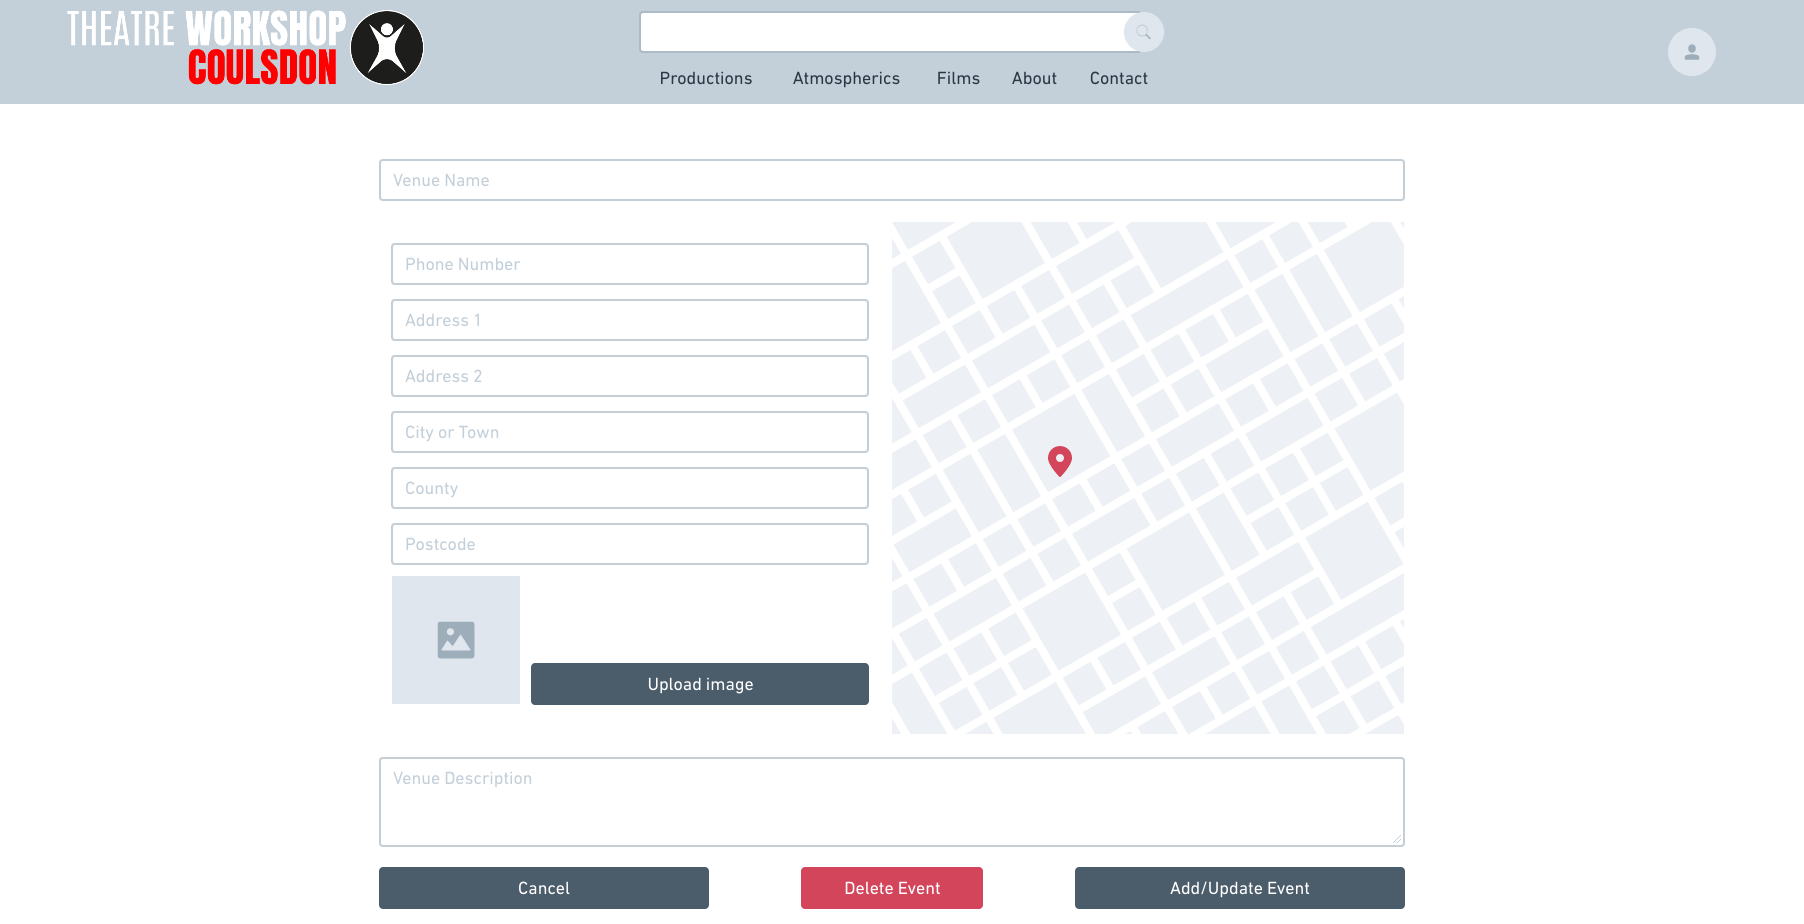 THEATRE WORKSHOP
COULSDON
Productions Atmospherics Films About Contact
Venue Name
Phone Number
Address 1
Address 2
City or Town
County
Postcode
Upload image
Venue Description
Cancel Delete Event Add/Update Event